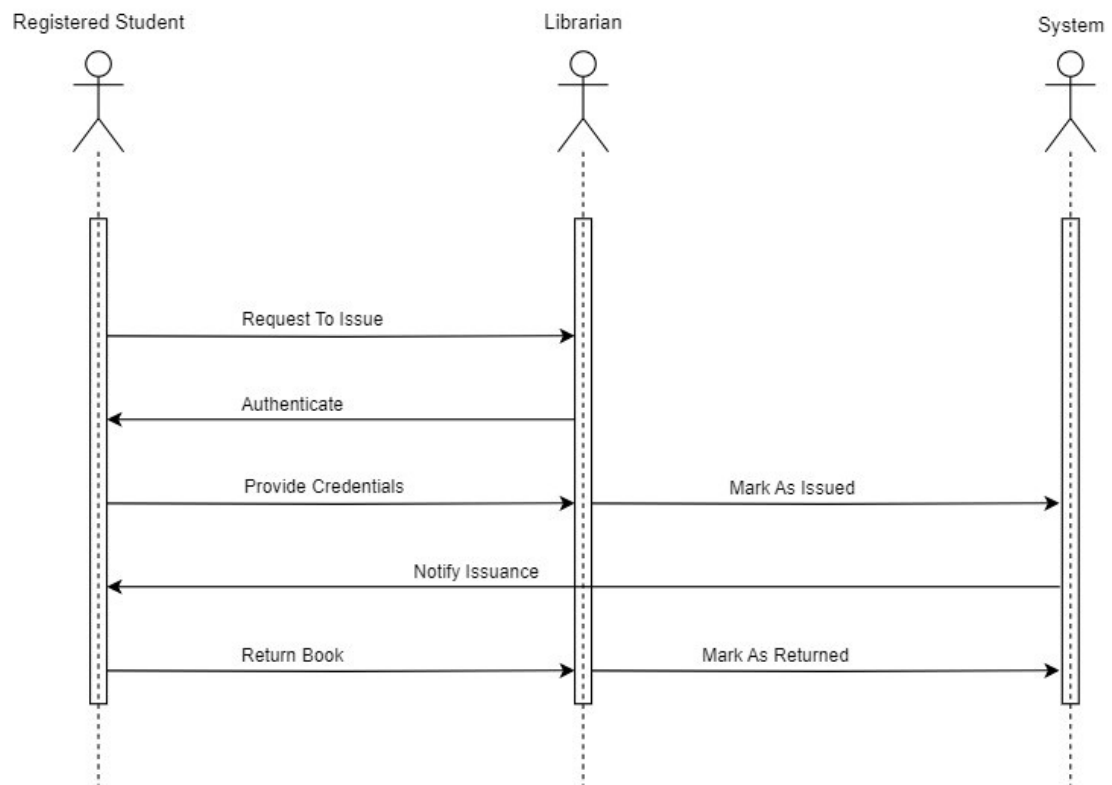 Registered Student
Librarian
System
Request To Issue
Authenticate
Provide Credentials
Mark As Issued
Notify Issuance
Return Book
Mark As Returned